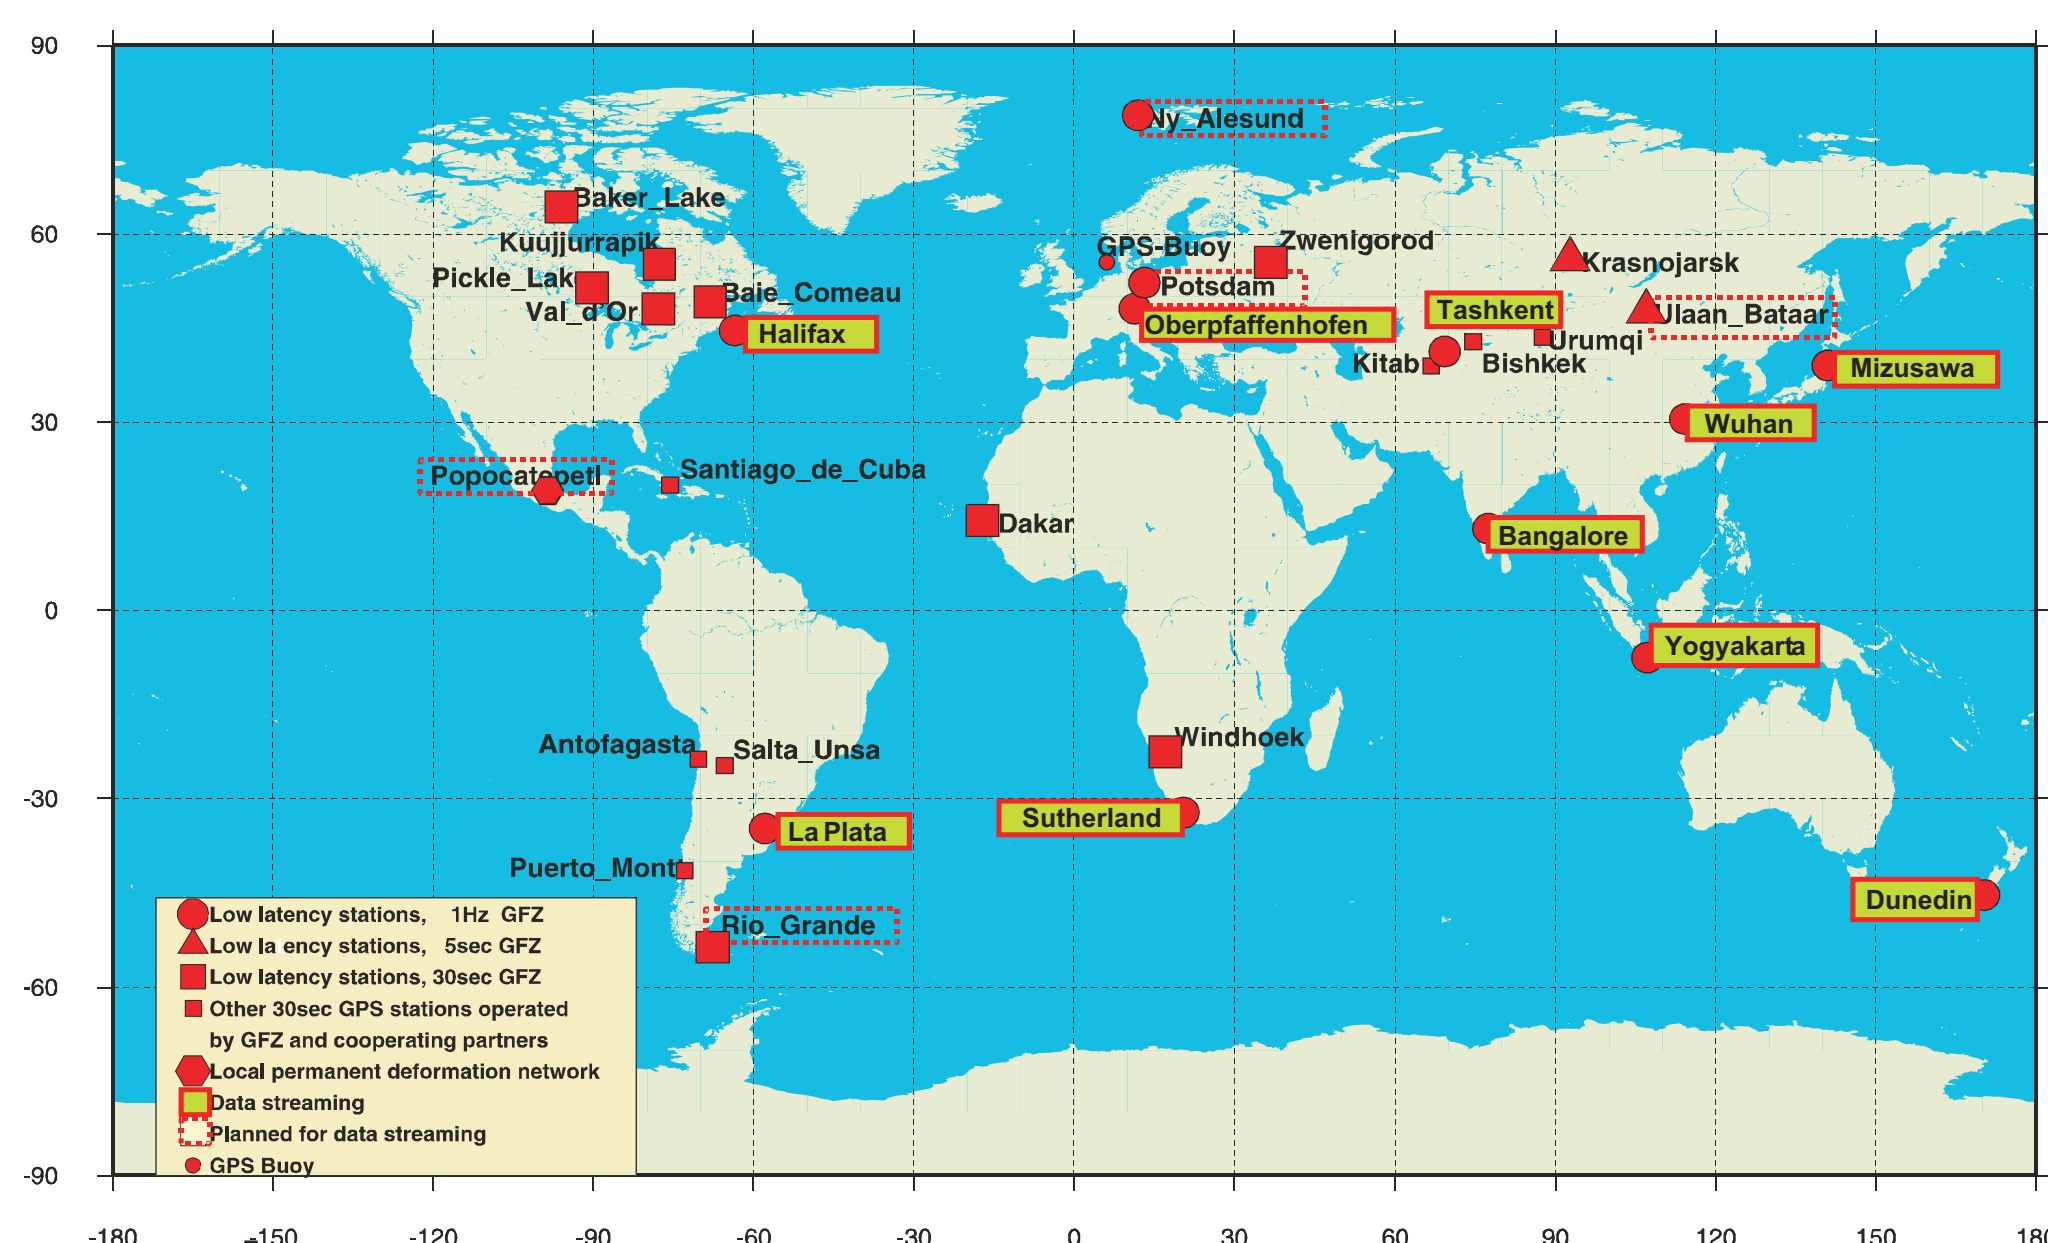 90
Ny_Alesund
Baker_Lake
60
Kuujjurrapik
GPS-Buoy
Zwenigorod
Krasnojarsk
Pickle_Lake
Potsdam
Baie_Comeau
Val_d'Or
Tashkent
Ulaan_Bataar
Halifax
Oberpfaffenhofen
Urumqi
Kitab
Bishkek
Mizusawa
30
Wuhan
Popocatepetl
Santiago_de_Cuba
Dakar
Bangalore
0
Yogyakarta
Antofagasta
Salta_Unsa
Windhoek
-30
Sutherland
La Plata
Puerto_Montt
Dunedin
Rio_Grande
Low latency stations, 1Hz GFZ
Low la ency stations, 5sec GFZ
Low latency stations, 30sec GFZ
-60
Other 30sec GPS stations operated
by GFZ and cooperating partners
Local permanent deformation network
Data streaming
Planned for data streaming
GPS Buoy
-90
-180 -150 -120 -90 -60 -30 0 30 60 90 120 150 180